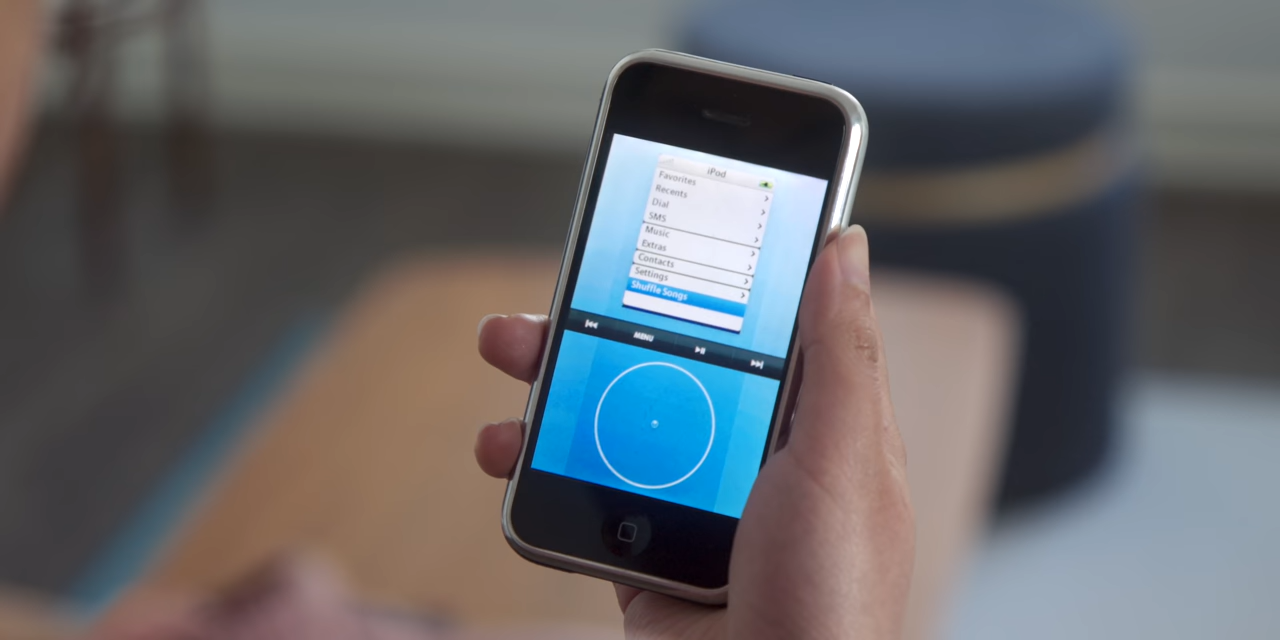 iPod
Favorites
Recents
Dial
SMS
Music
Extras
Contacts
Settings
Shuffle Songs
MENU